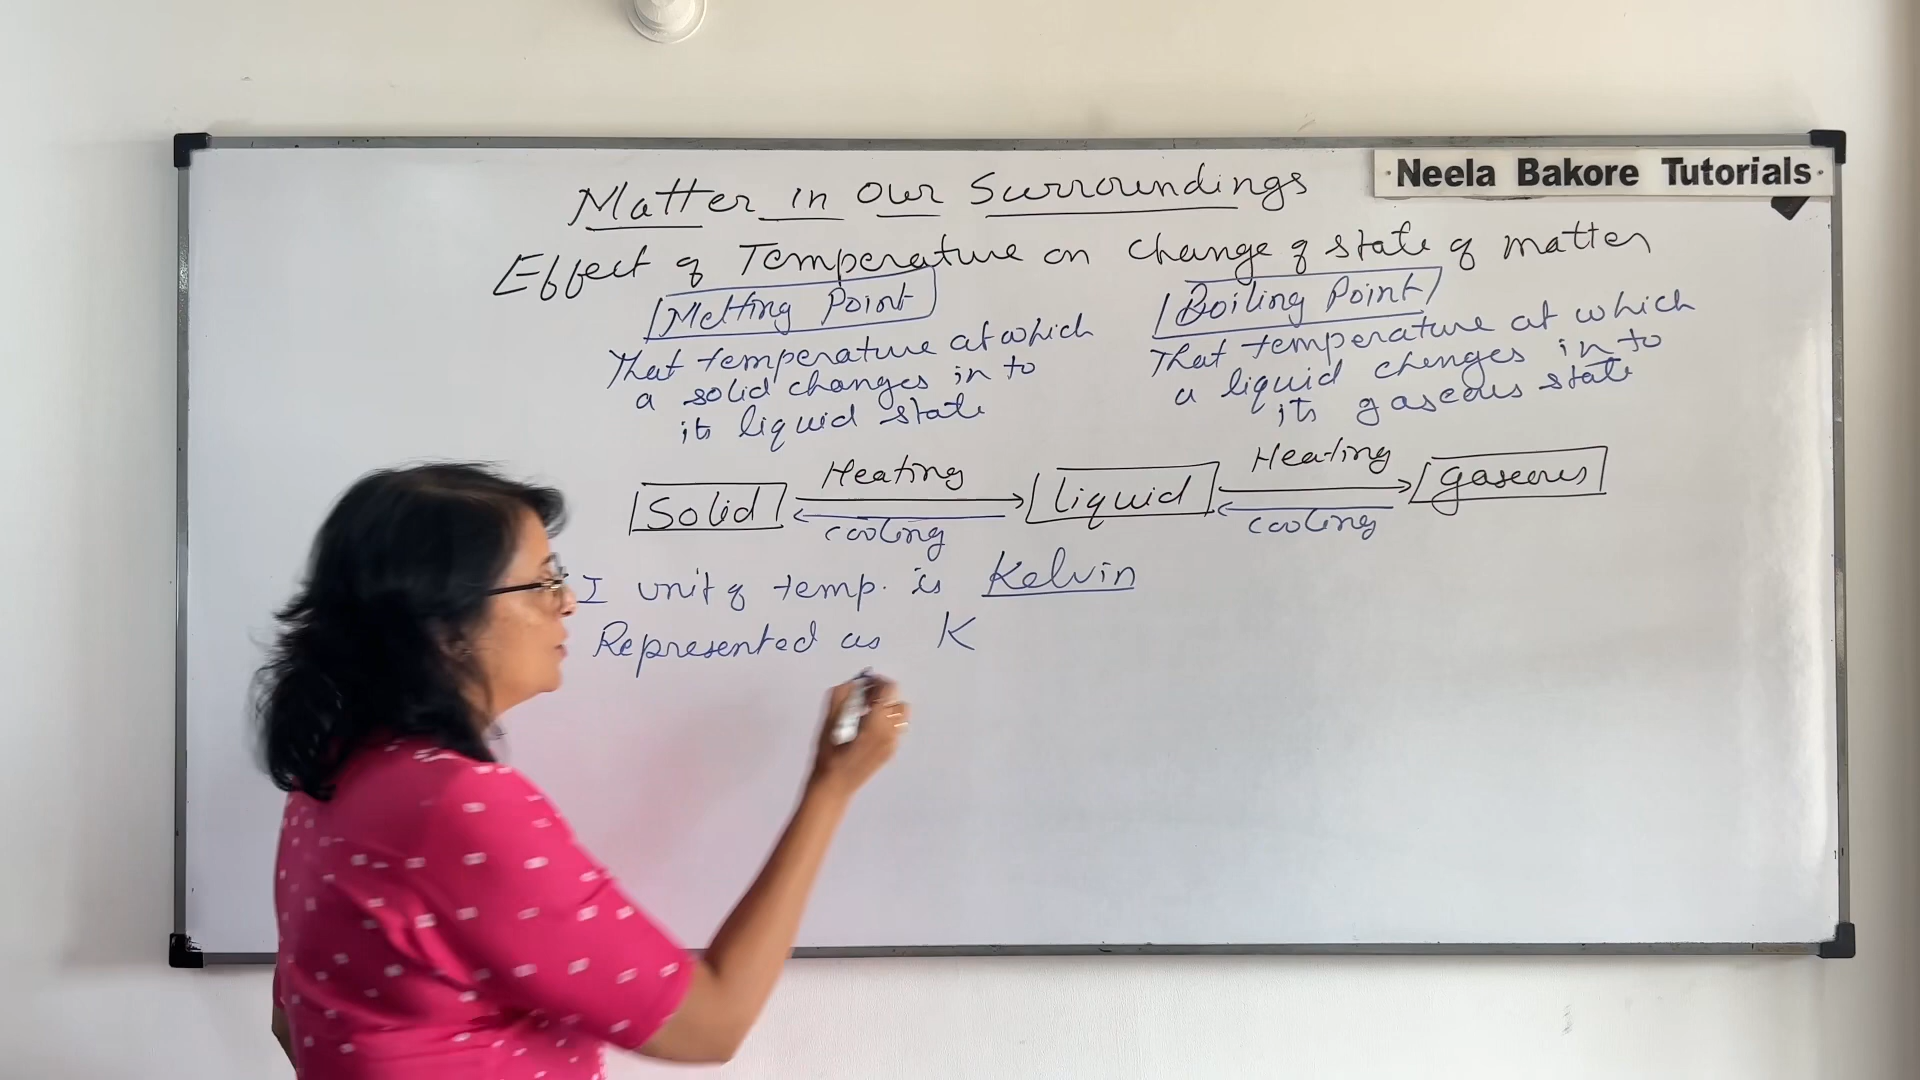 Neela Bakore Tutorials
Matter in our Surroundings
Effect of Temperature on change of state of matter
Melting Point
That temperature at which
a solid changes in to
its liquid state
Boiling Point
That temperature at which
a liquid changes in to
its gaseous state
Solid Heating cooling liquid Heating cooling gaseous
I unit of temp. is Kelvin
Represented as K